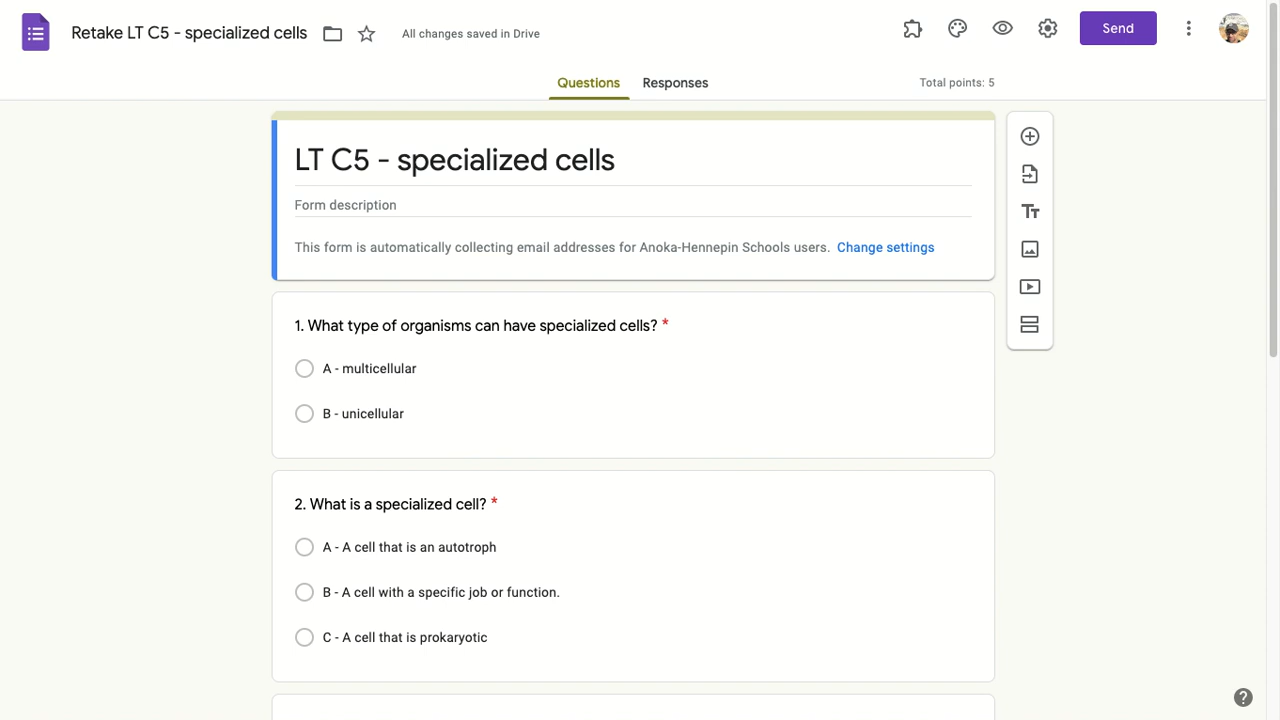 Retake LT C5 - specialized cells
All changes saved in Drive
Send
Questions
Responses
Total points: 5
LT C5 - specialized cells
Form description
This form is automatically collecting email addresses for Anoka-Hennepin Schools users. Change settings
1. What type of organisms can have specialized cells? *
A - multicellular
B - unicellular
2. What is a specialized cell? *
A - A cell that is an autotroph
B - A cell with a specific job or function.
C - A cell that is prokaryotic